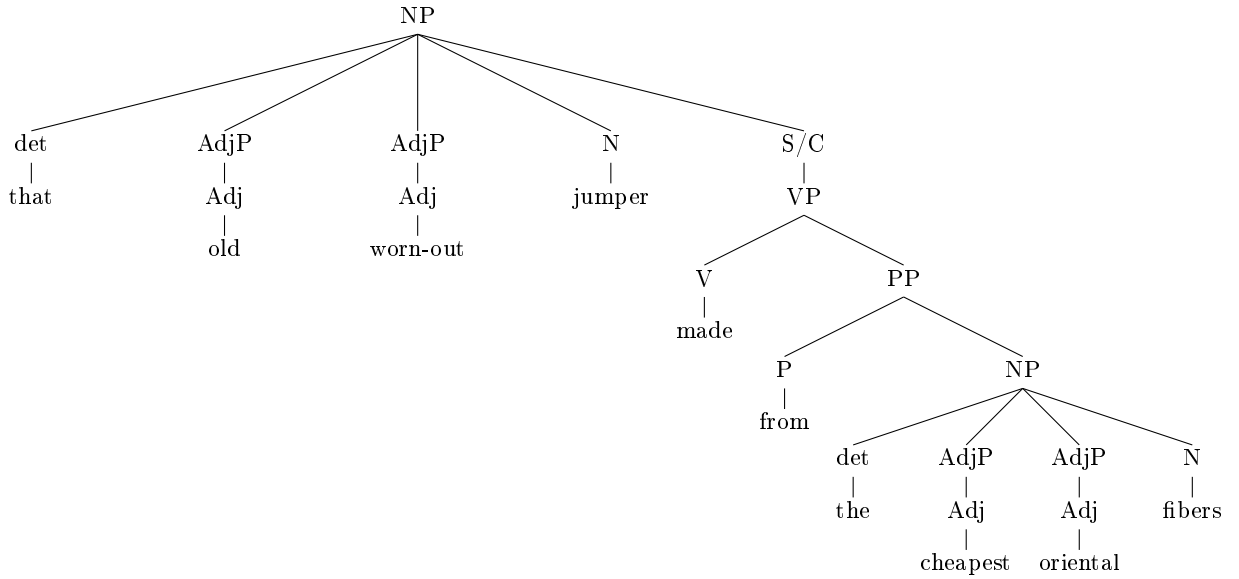 NP
det AdjP AdjP N S/C
that Adj Adj jumper VP
old worn-out
V PP
made
P NP
from
det AdjP AdjP N
the Adj Adj fibers
cheapest oriental